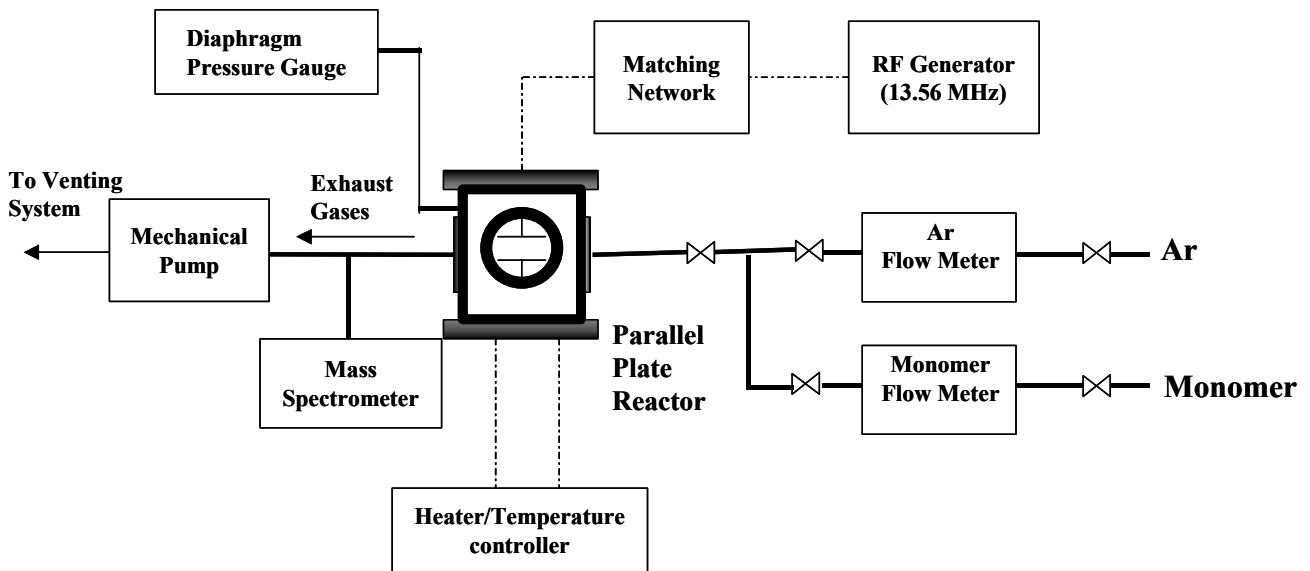 Diaphragm
Pressure Gauge
Matching
Network
RF Generator
(13.56 MHz)
To Venting
System
Exhaust
Gases
Mechanical
Pump
Ar
Flow Meter
Ar
Parallel
Plate
Reactor
Mass
Spectrometer
Monomer
Flow Meter
Monomer
Heater/Temperature
controller